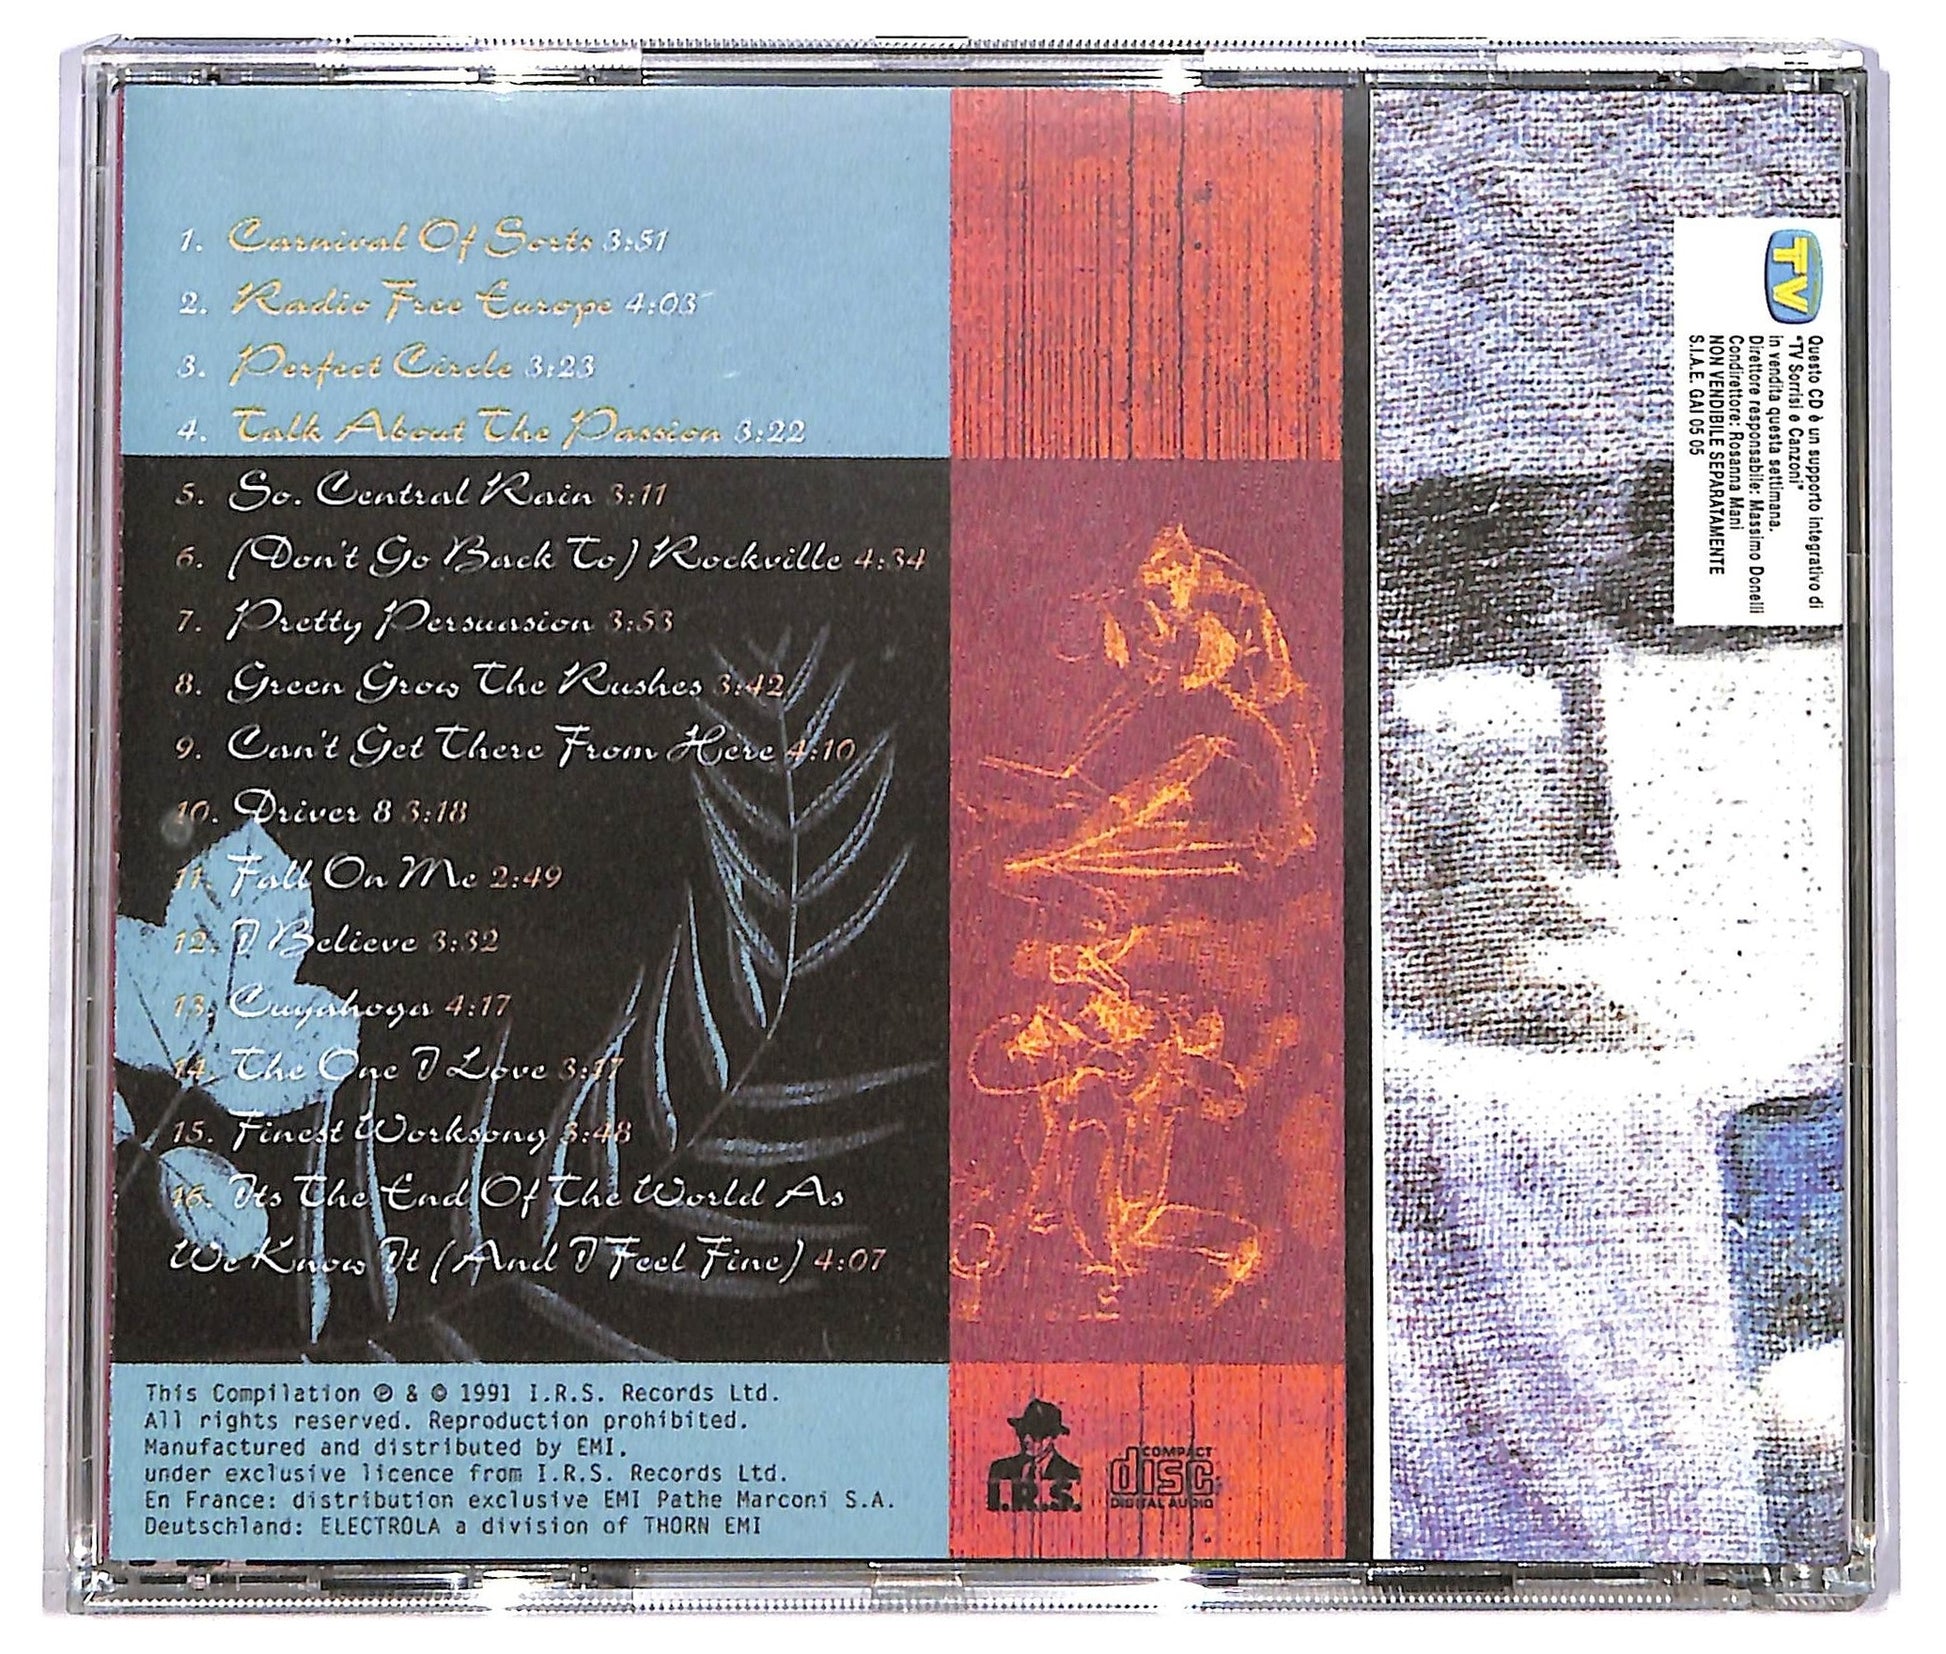 1. Carnival Of Sorts 3:51
2. Radio Free Europe 4:03
3. Perfect Circle 3:23
4. Talk About The Passion 3:22
5. So. Central Rain 3:11
6. (Don't Go Back To) Rockville 4:34
7. Pretty Persuasion 3:53
8. Green Grow The Rushes 3:42
9. Can't Get There From Here 4:10
10. Driver 8 3:18
11. Fall On Me 2:49
12. I Believe 3:32
13. Cuyahoga 4:17
14. The One I Love 3:17
15. Finest Worksong 3:48
16. Its The End Of The World As
We Know It (And I Feel Fine) 4:07
This Compilation ℗ & © 1991 I.R.S. Records Ltd.
All rights reserved. Reproduction prohibited.
Manufactured and distributed by EMI.
under exclusive licence from I.R.S. Records Ltd.
En France: distribution exclusive EMI Pathe Marconi S.A.
Deutschland: ELECTROLA a division of THORN EMI
I.R.S.
COMPACT
disc
DIGITAL AUDIO
TV
Questo CD è un supporto integrativo di
"TV Sorrisi e Canzoni"
in vendita questa settimana.
Direttore responsabile: Massimo Donelli
Condirettore: Rosanna Mani
NON VENDIBILE SEPARATAMENTE
S.I.A.E. GAI 05 05